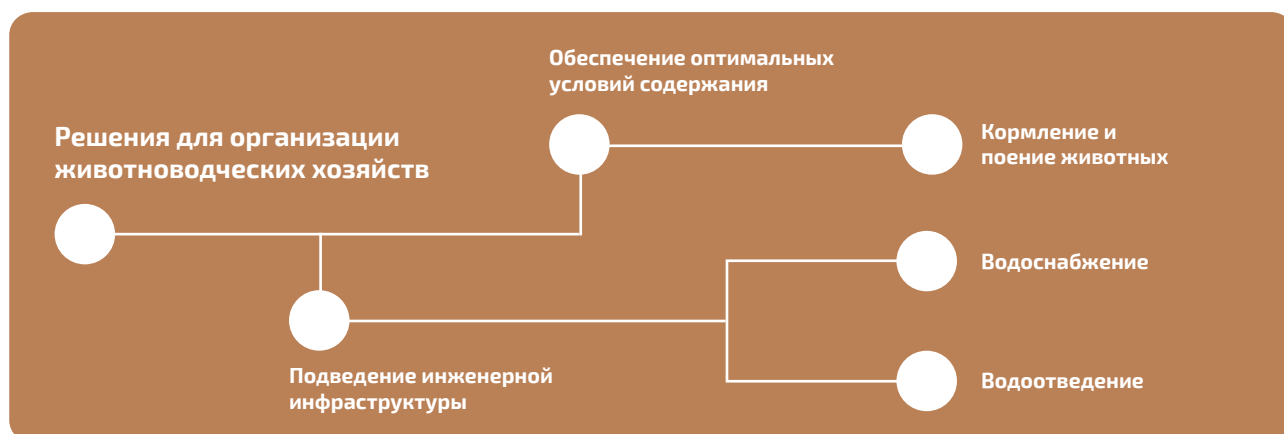 Решения для организации
животноводческих хозяйств
Обеспечение оптимальных
условий содержания
Кормление и
поение животных
Водоснабжение
Подведение инженерной
инфраструктуры
Водоотведение